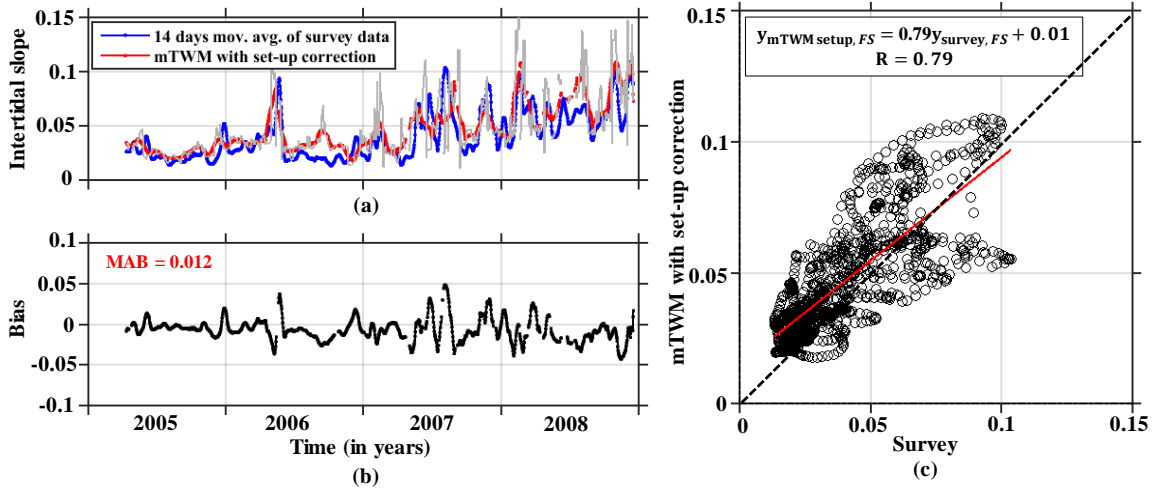 0.15
0.1
0.05
0
Intertidal slope
14 days mov. avg. of survey data
mTWM with set-up correction
(a)
0.1
0.05
0
-0.05
-0.1
Bias
MAB = 0.012
2005 2006 2007 2008
Time (in years)
(b)
0.15
0.1
0.05
0
mTWM with set-up correction
y_mTWM setup, FS = 0.79y_survey, FS + 0.01
R = 0.79
0 0.05 0.1 0.15
Survey
(c)